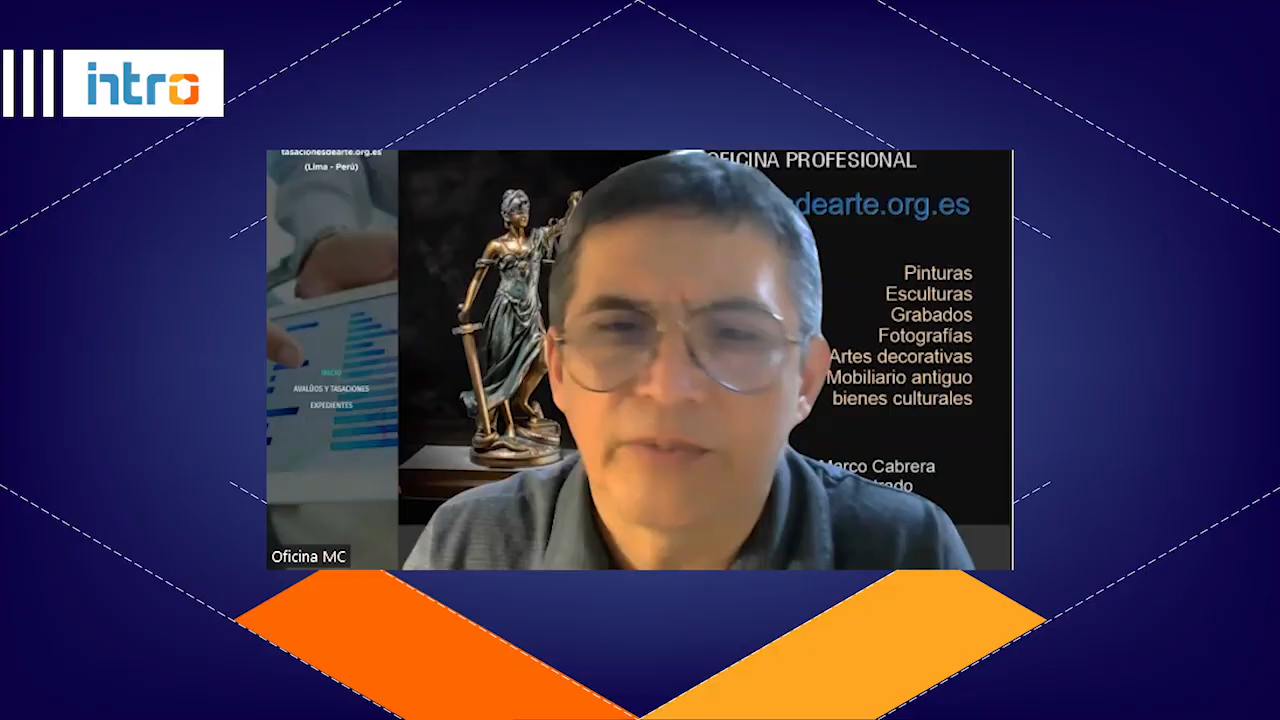 intro
tasacionesdearte.org.es
(Lima - Perú)
INICIO
AVALÚOS Y TASACIONES
EXPEDIENTES
OFICINA PROFESIONAL
dearte.org.es
Pinturas
Esculturas
Grabados
Fotografías
Artes decorativas
Mobiliario antiguo
bienes culturales
Marco Cabrera
Oficina MC